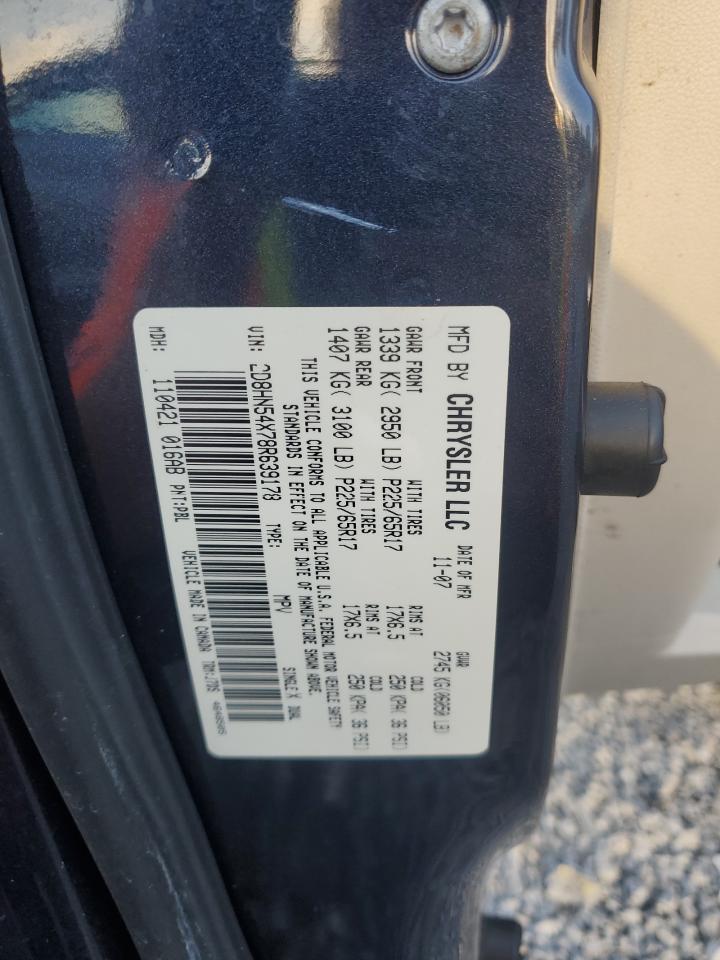 MFD BY CHRYSLER LLC DATE OF MFR 11-07 GVWR 2745 KG(06050 LB)
GAWR FRONT WITH TIRES RIMS AT COLD
1339 KG( 2950 LB) P225/65R17 17X6.5 250 KPA( 36 PSI)
GAWR REAR WITH TIRES RIMS AT COLD
1407 KG( 3100 LB) P225/65R17 17X6.5 250 KPA( 36 PSI)
THIS VEHICLE CONFORMS TO ALL APPLICABLE U.S.A. FEDERAL MOTOR VEHICLE SAFETY
STANDARDS IN EFFECT ON THE DATE OF MANUFACTURE SHOWN ABOVE.
VIN: 2D8HN54X78R639178 TYPE: MPV SINGLE X DUAL
MDH: 110421 016AB PNT:PBL VEHICLE MADE IN CANADA TRM:J7DS